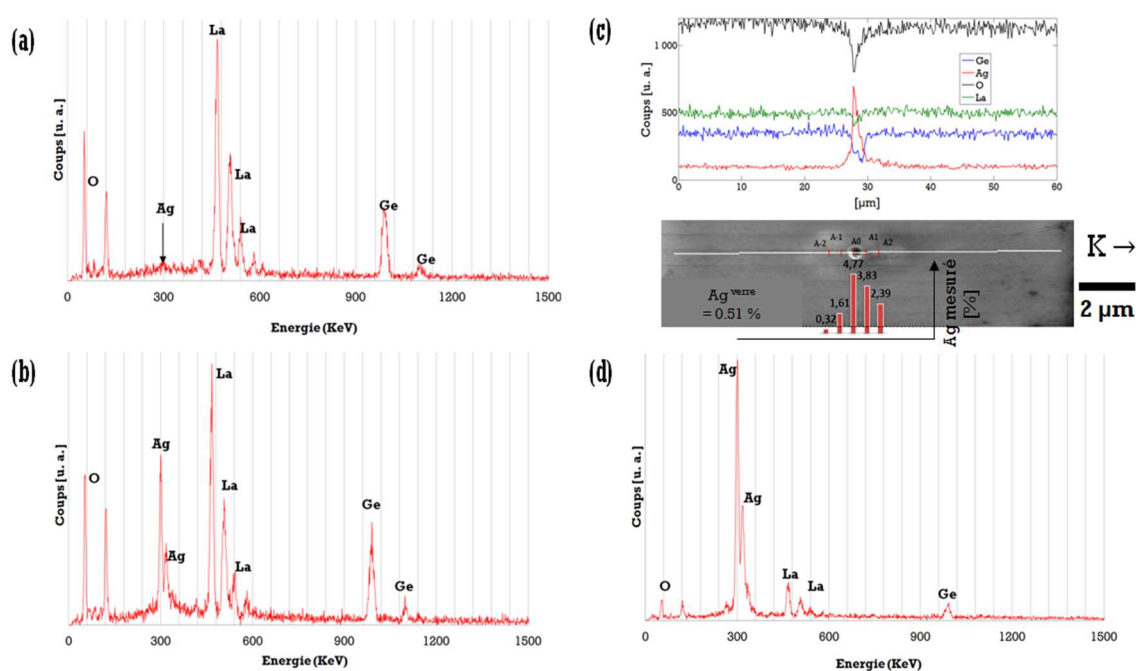 (a)
La
O
Ag
La
La
Ge
Ge
Coups [u. a.]
0 300 600 900 1200 1500
Energie (KeV)
(c)
1 000
500
0
Coups [u. a.]
Ge
Ag
O
La
0 10 20 30 40 50 60
[µm]
A-2 A-1 A0 A1 A2
4,77
3,83
2,39
1,61
0,32
Ag verre
= 0.51 %
Ag mesuré
[%]
K →
2 µm
(b)
La
Ag
O
La
Ag
La
Ge
Ge
Coups [u. a.]
0 300 600 900 1200 1500
Energie (KeV)
(d)
Ag
Ag
O
La
La
Ge
Coups [u. a.]
0 300 600 900 1200 1500
Energie (KeV)